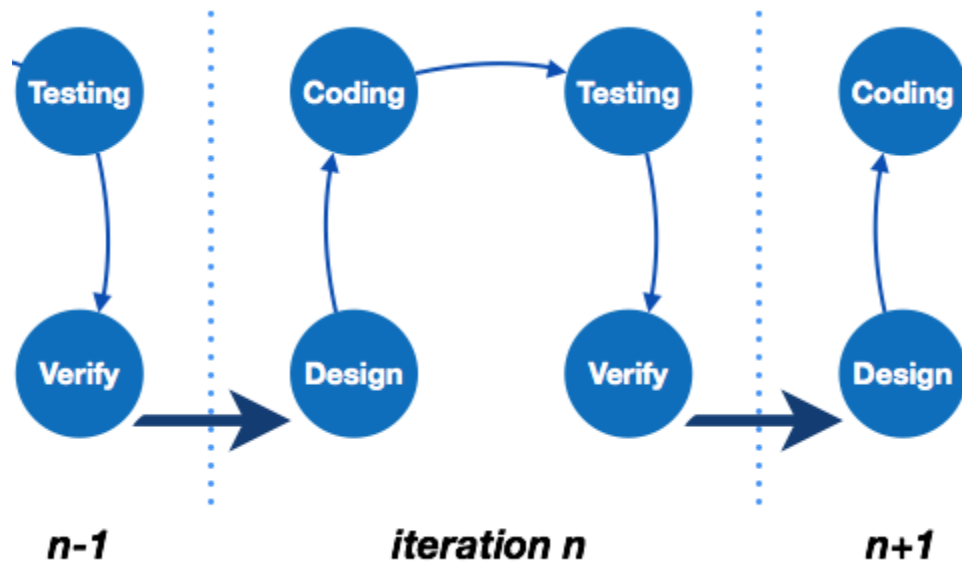 Testing
Coding
Testing
Coding
Verify
Design
Verify
Design
n-1
iteration n
n+1